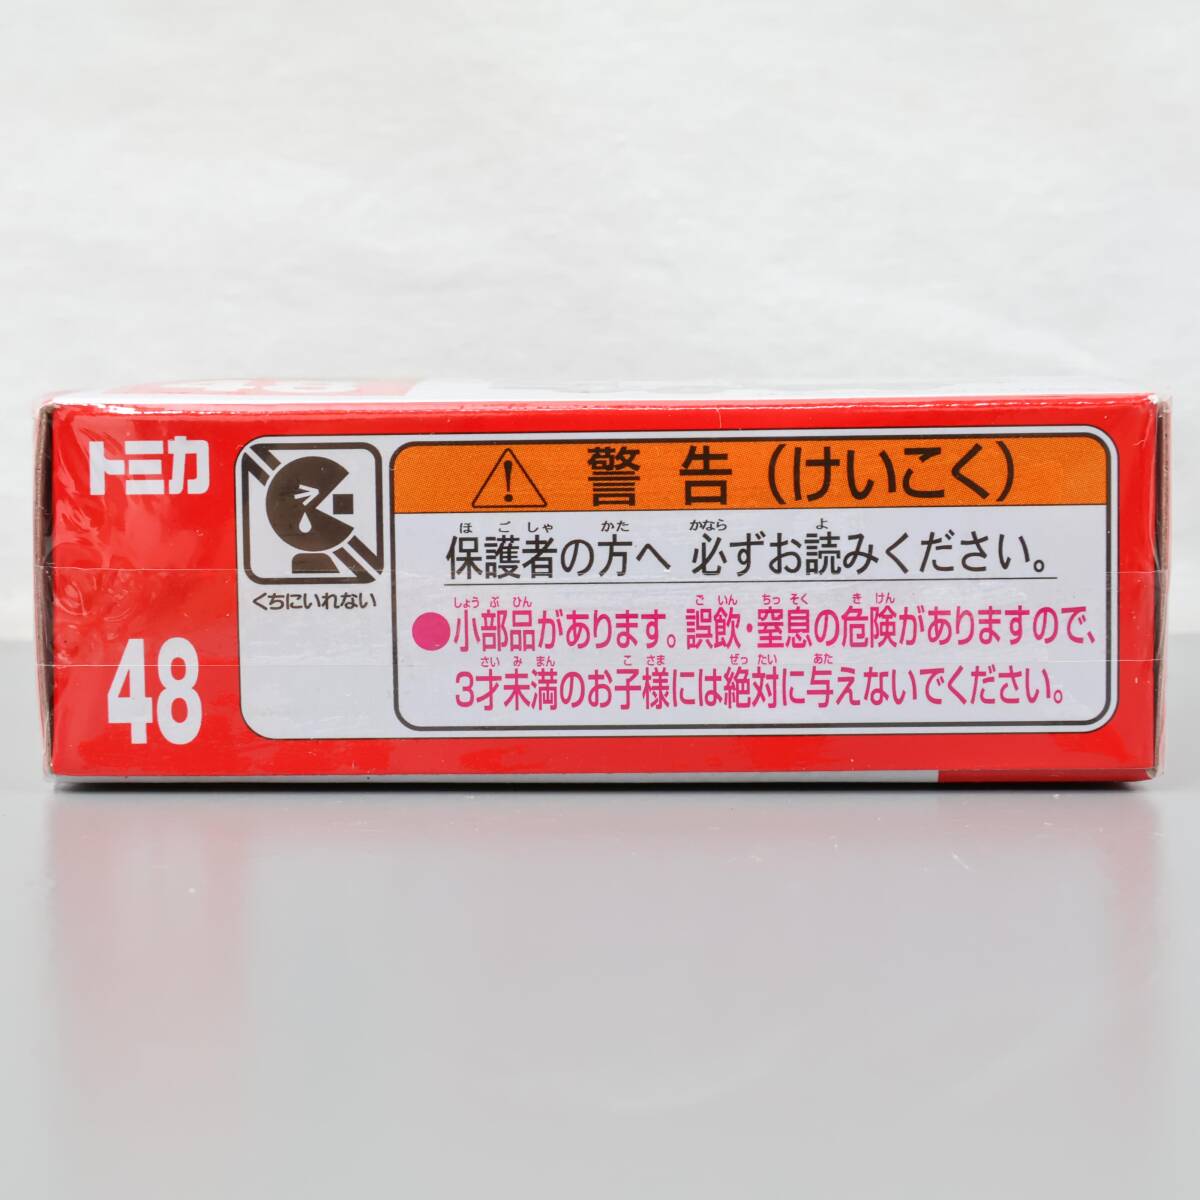 48
トミカ
くちにいれない
48
警告（けいこく）
ほ ご しゃ かた かなら よ
保護者の方へ 必ずお読みください。
しょう ぶ ひん ご いん ちっ そく き けん
●小部品があります。誤飲・窒息の危険がありますので、
さい み まん こ さま ぜっ たい あた
3才未満のお子様には絶対に与えないでください。